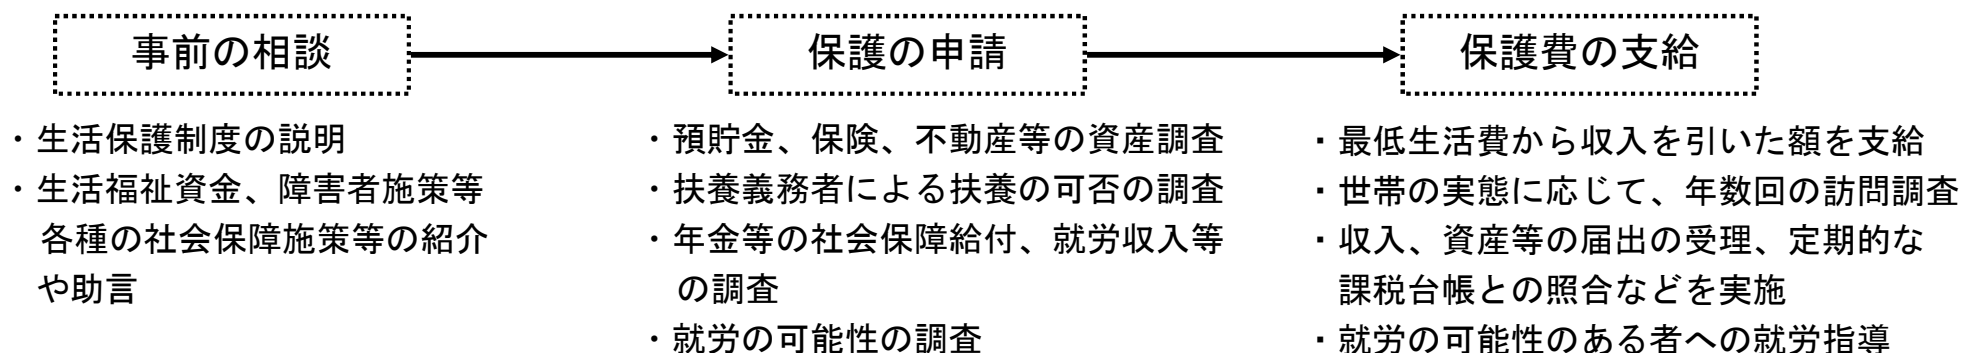 事前の相談
保護の申請
保護費の支給
・生活保護制度の説明
・生活福祉資金、障害者施策等
各種の社会保障施策等の紹介
や助言
・預貯金、保険、不動産等の資産調査
・扶養義務者による扶養の可否の調査
・年金等の社会保障給付、就労収入等
の調査
・就労の可能性の調査
・最低生活費から収入を引いた額を支給
・世帯の実態に応じて、年数回の訪問調査
・収入、資産等の届出の受理、定期的な
課税台帳との照合などを実施
・就労の可能性のある者への就労指導